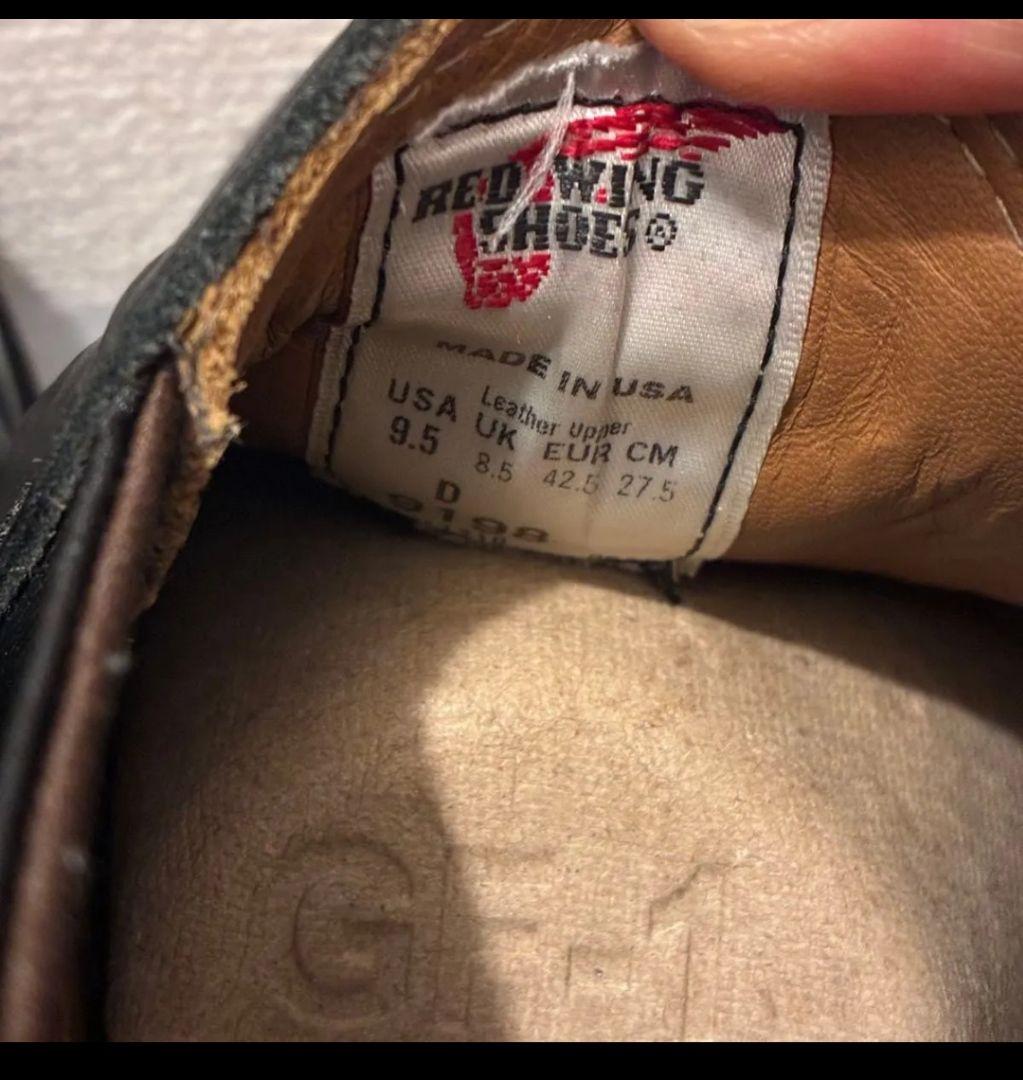 RED WING
SHOES®
MADE IN USA
Leather Upper
USA UK EUR CM
9.5 8.5 42.5 27.5
D
9198